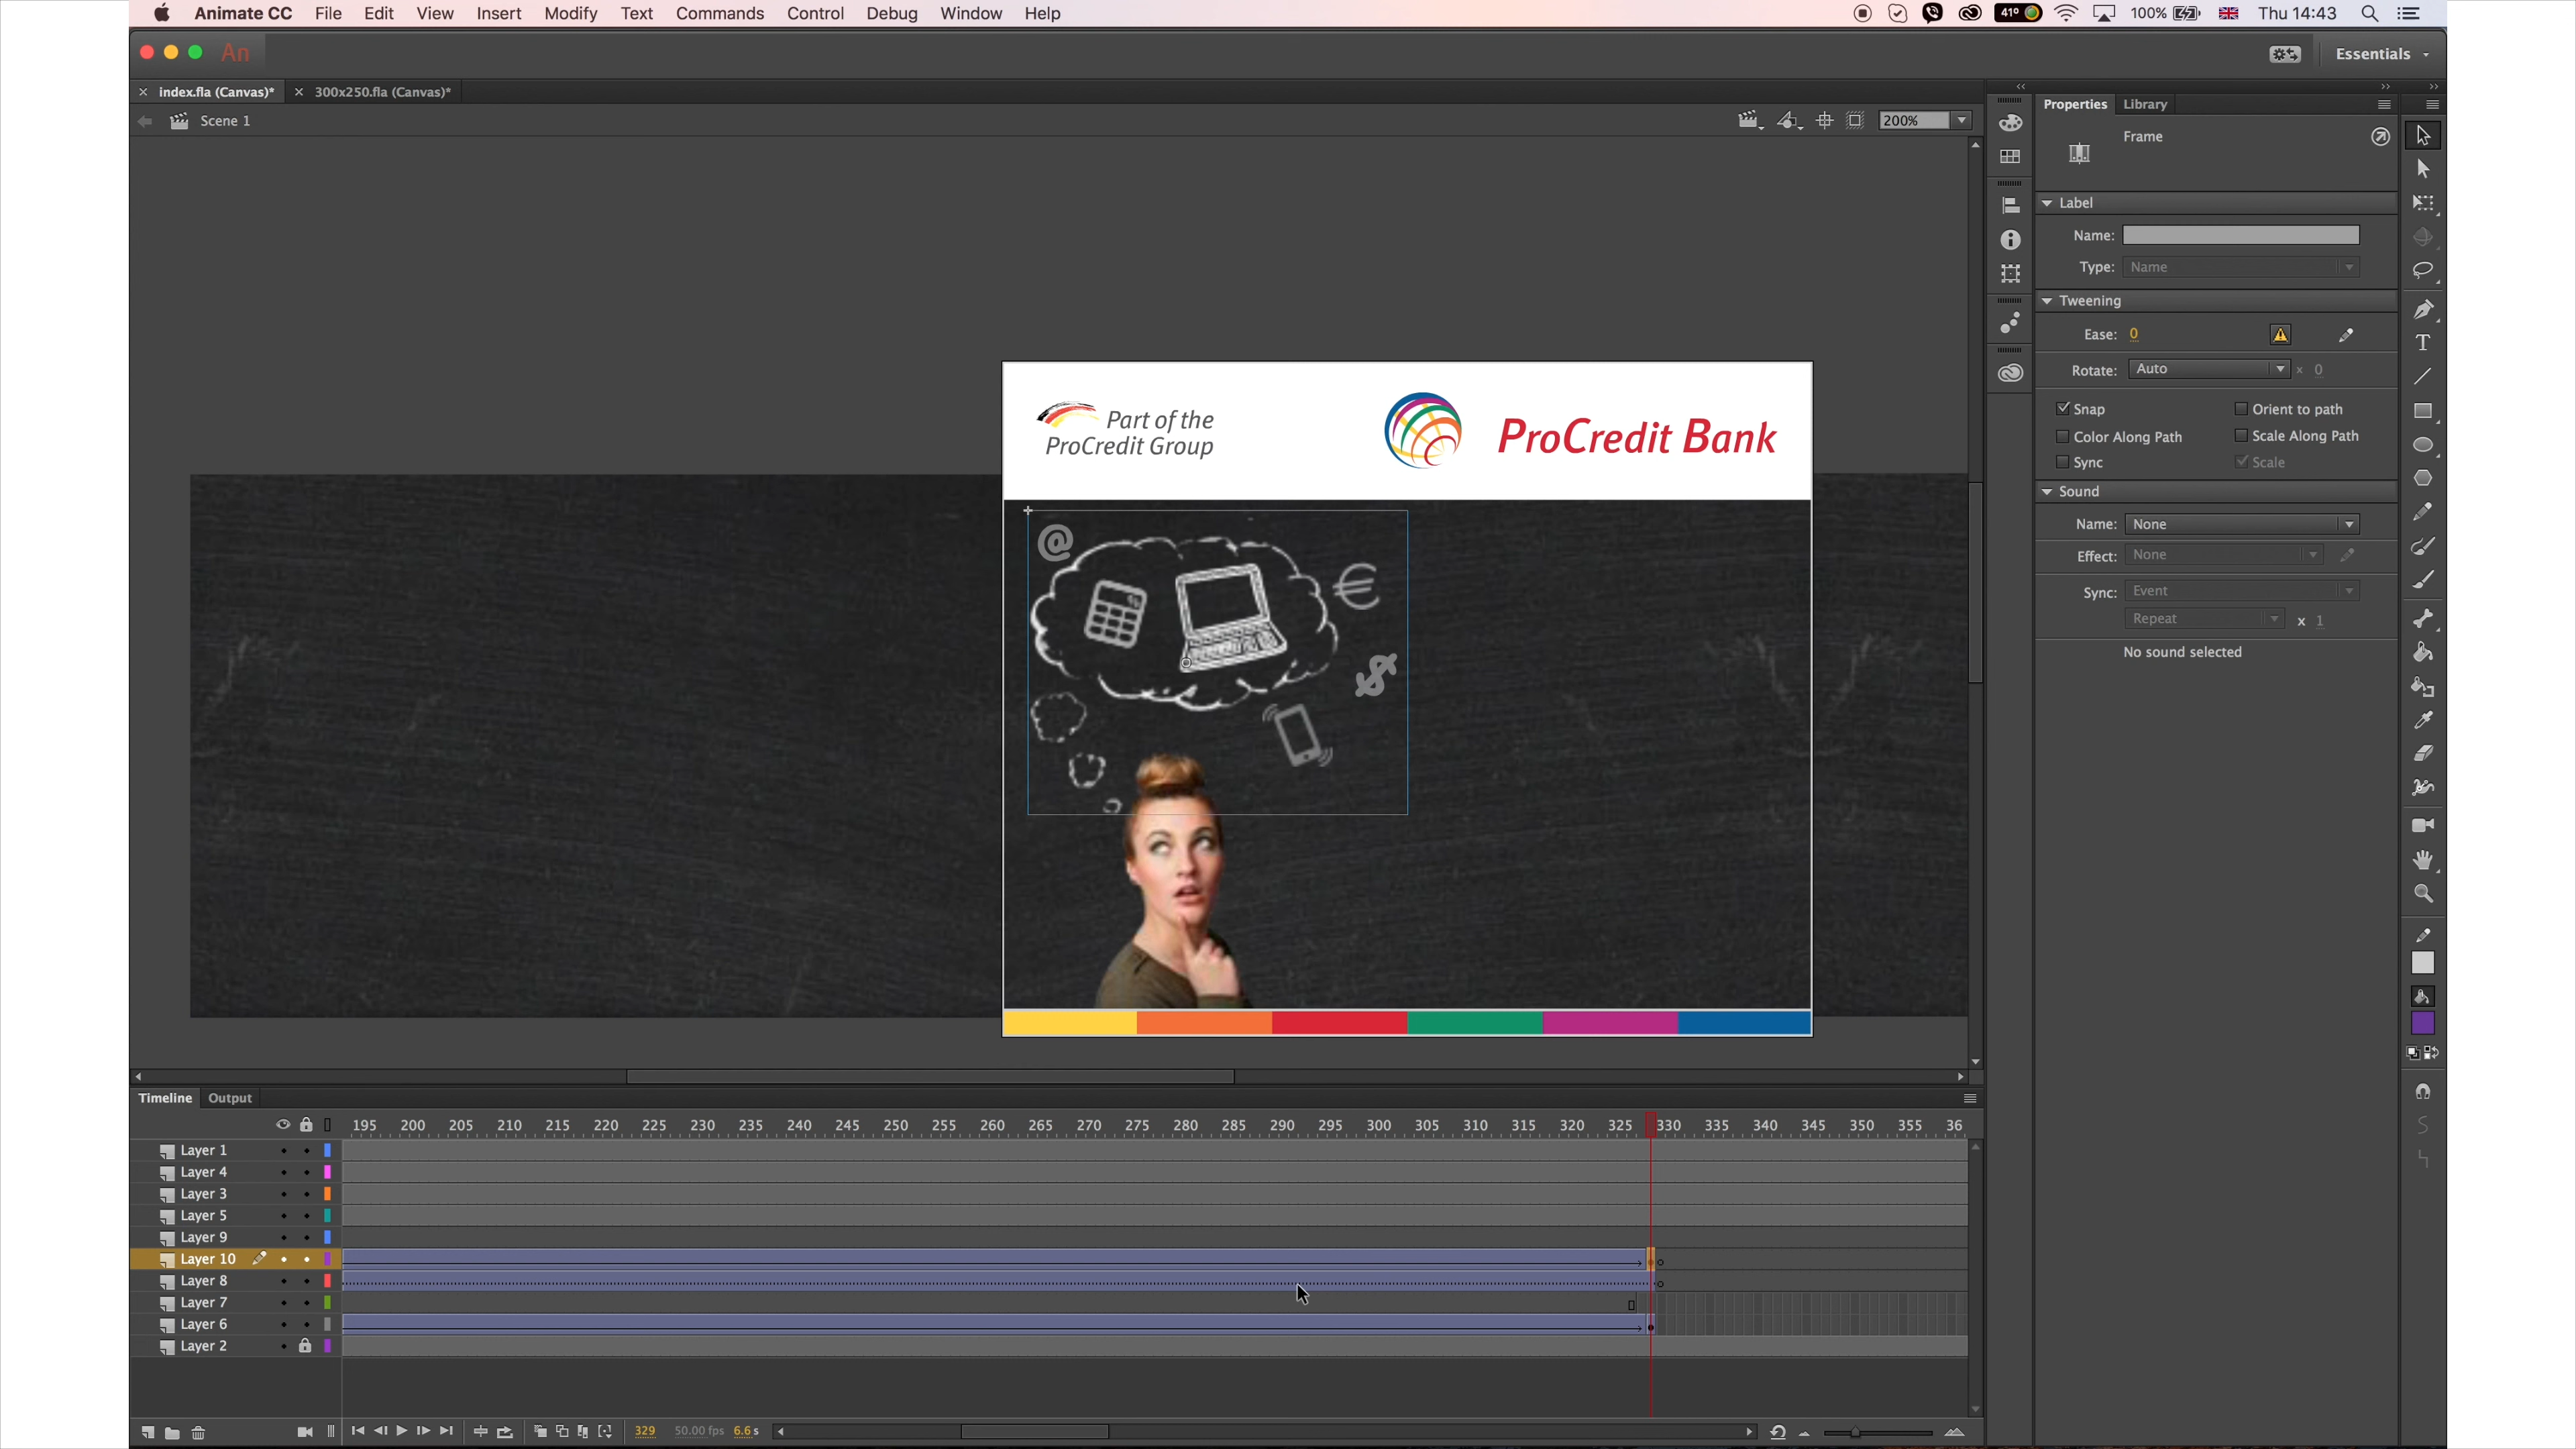 Animate CC File Edit View Insert Modify Text Commands Control Debug Window Help 41° 100% Thu 14:43
An Essentials
index.fla (Canvas)* 300x250.fla (Canvas)*
Scene 1 200%
Properties Library
Frame
Label
Name:
Type: Name
Tweening
Ease: 0
Rotate: Auto x 0
Snap Orient to path
Color Along Path Scale Along Path
Sync Scale
Sound
Name: None
Effect: None
Sync: Event
Repeat x 1
No sound selected
Part of the
ProCredit Group
ProCredit Bank
@
€
$
Timeline Output
195 200 205 210 215 220 225 230 235 240 245 250 255 260 265 270 275 280 285 290 295 300 305 310 315 320 325 330 335 340 345 350 355 36
Layer 1
Layer 4
Layer 3
Layer 5
Layer 9
Layer 10
Layer 8
Layer 7
Layer 6
Layer 2
329 50.00 fps 6.6 s